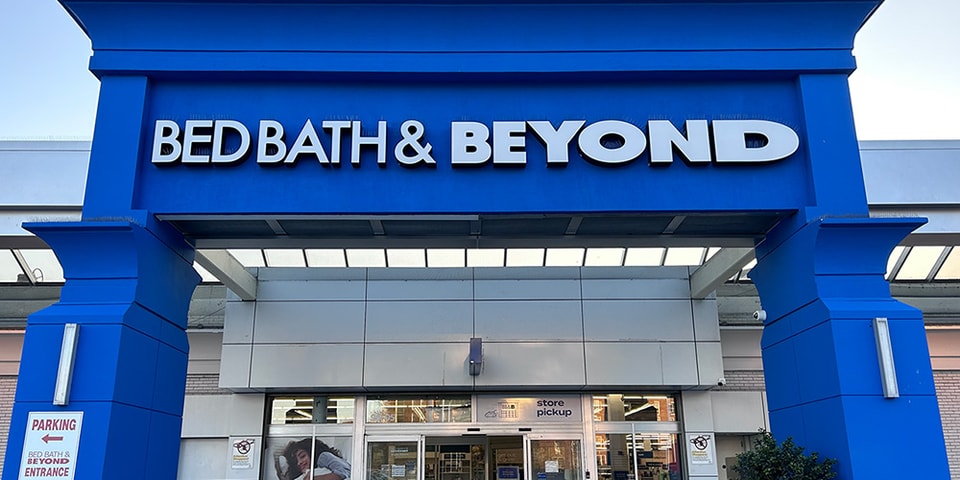 BED BATH & BEYOND
store
pickup
PARKING
BED BATH &
BEYOND
ENTRANCE